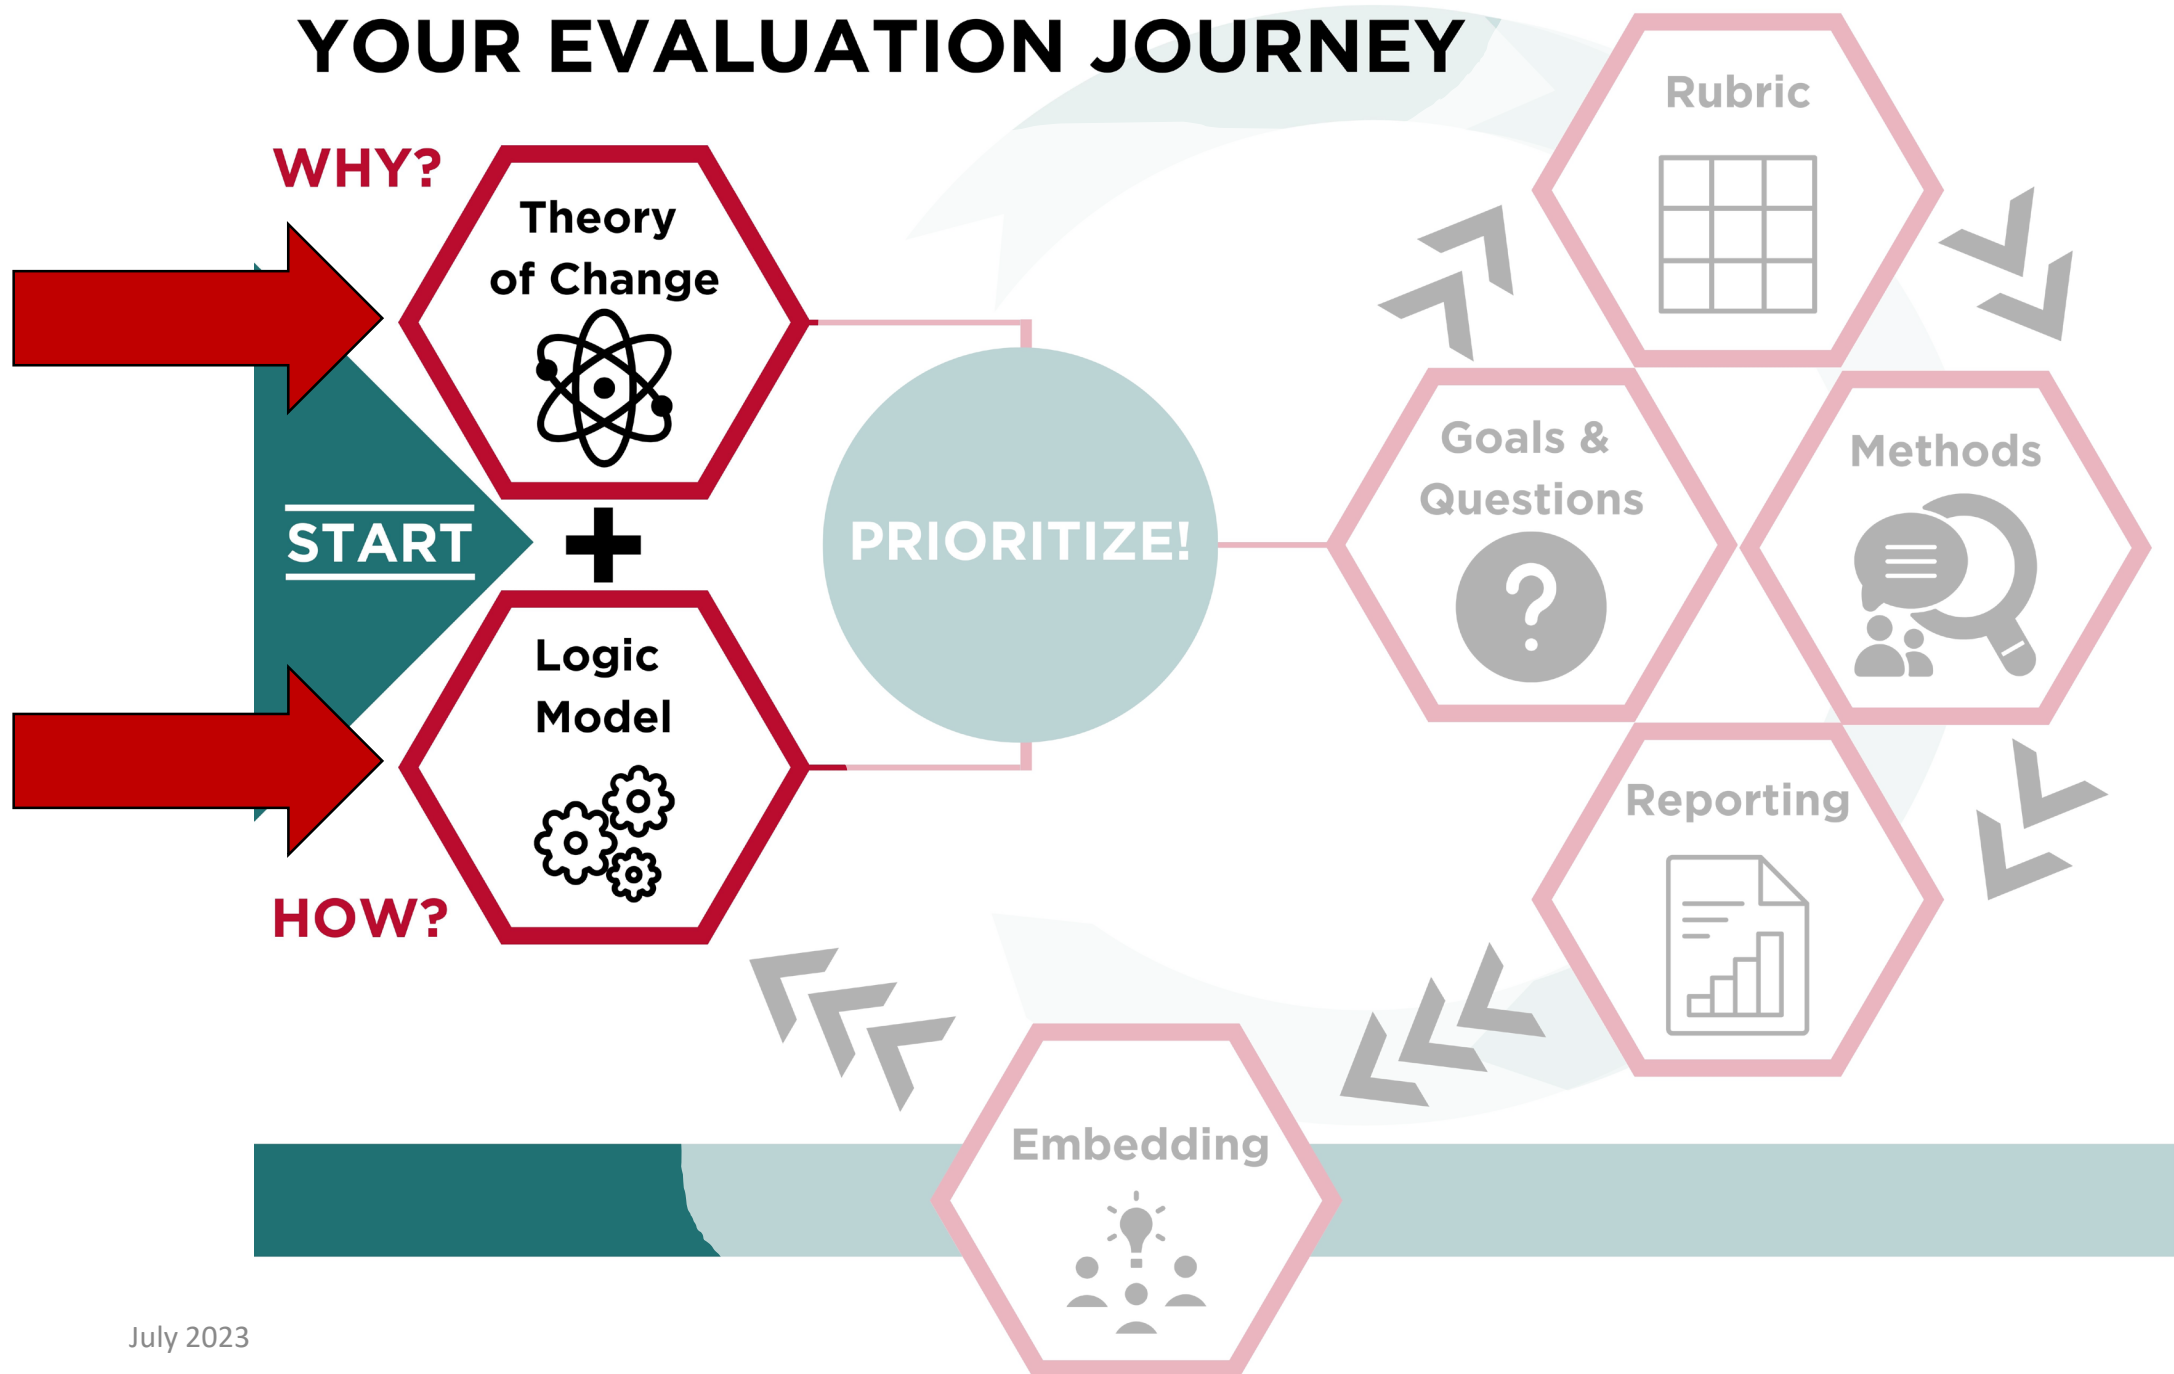 YOUR EVALUATION JOURNEY
WHY?
Theory
of Change
START
+
Logic
Model
HOW?
PRIORITIZE!
Goals &
Questions
?
Rubric
Methods
Reporting
Embedding
July 2023